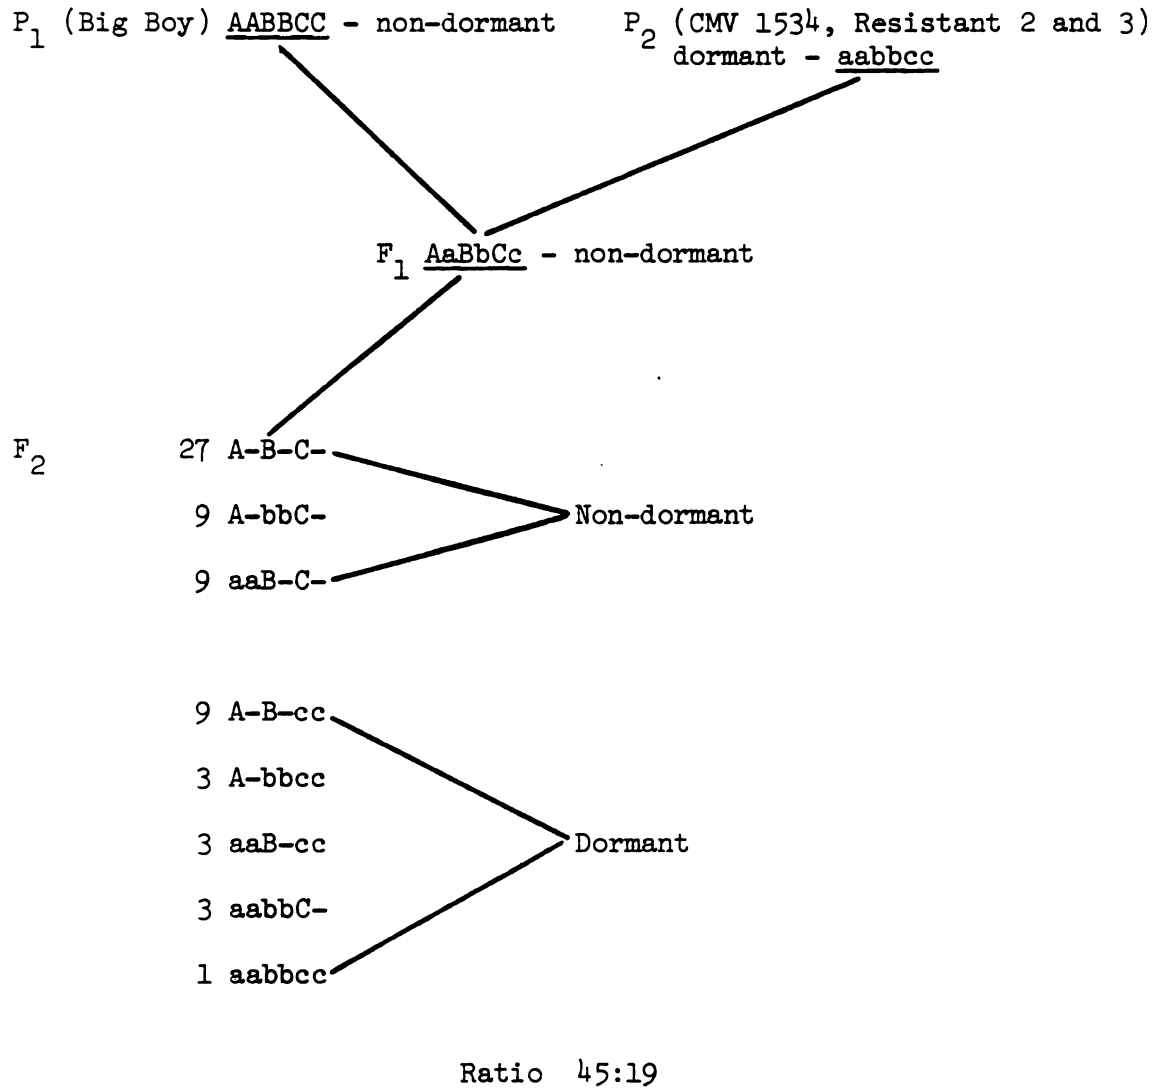 P1 (Big Boy) AABBCC - non-dormant
P2 (CMV 1534, Resistant 2 and 3)
dormant - aabbcc
F1 AaBbCc - non-dormant
F2
27 A-B-C-
9 A-bbC-
Non-dormant
9 aaB-C-
9 A-B-cc
3 A-bbcc
3 aaB-cc
Dormant
3 aabbC-
1 aabbcc
Ratio 45:19